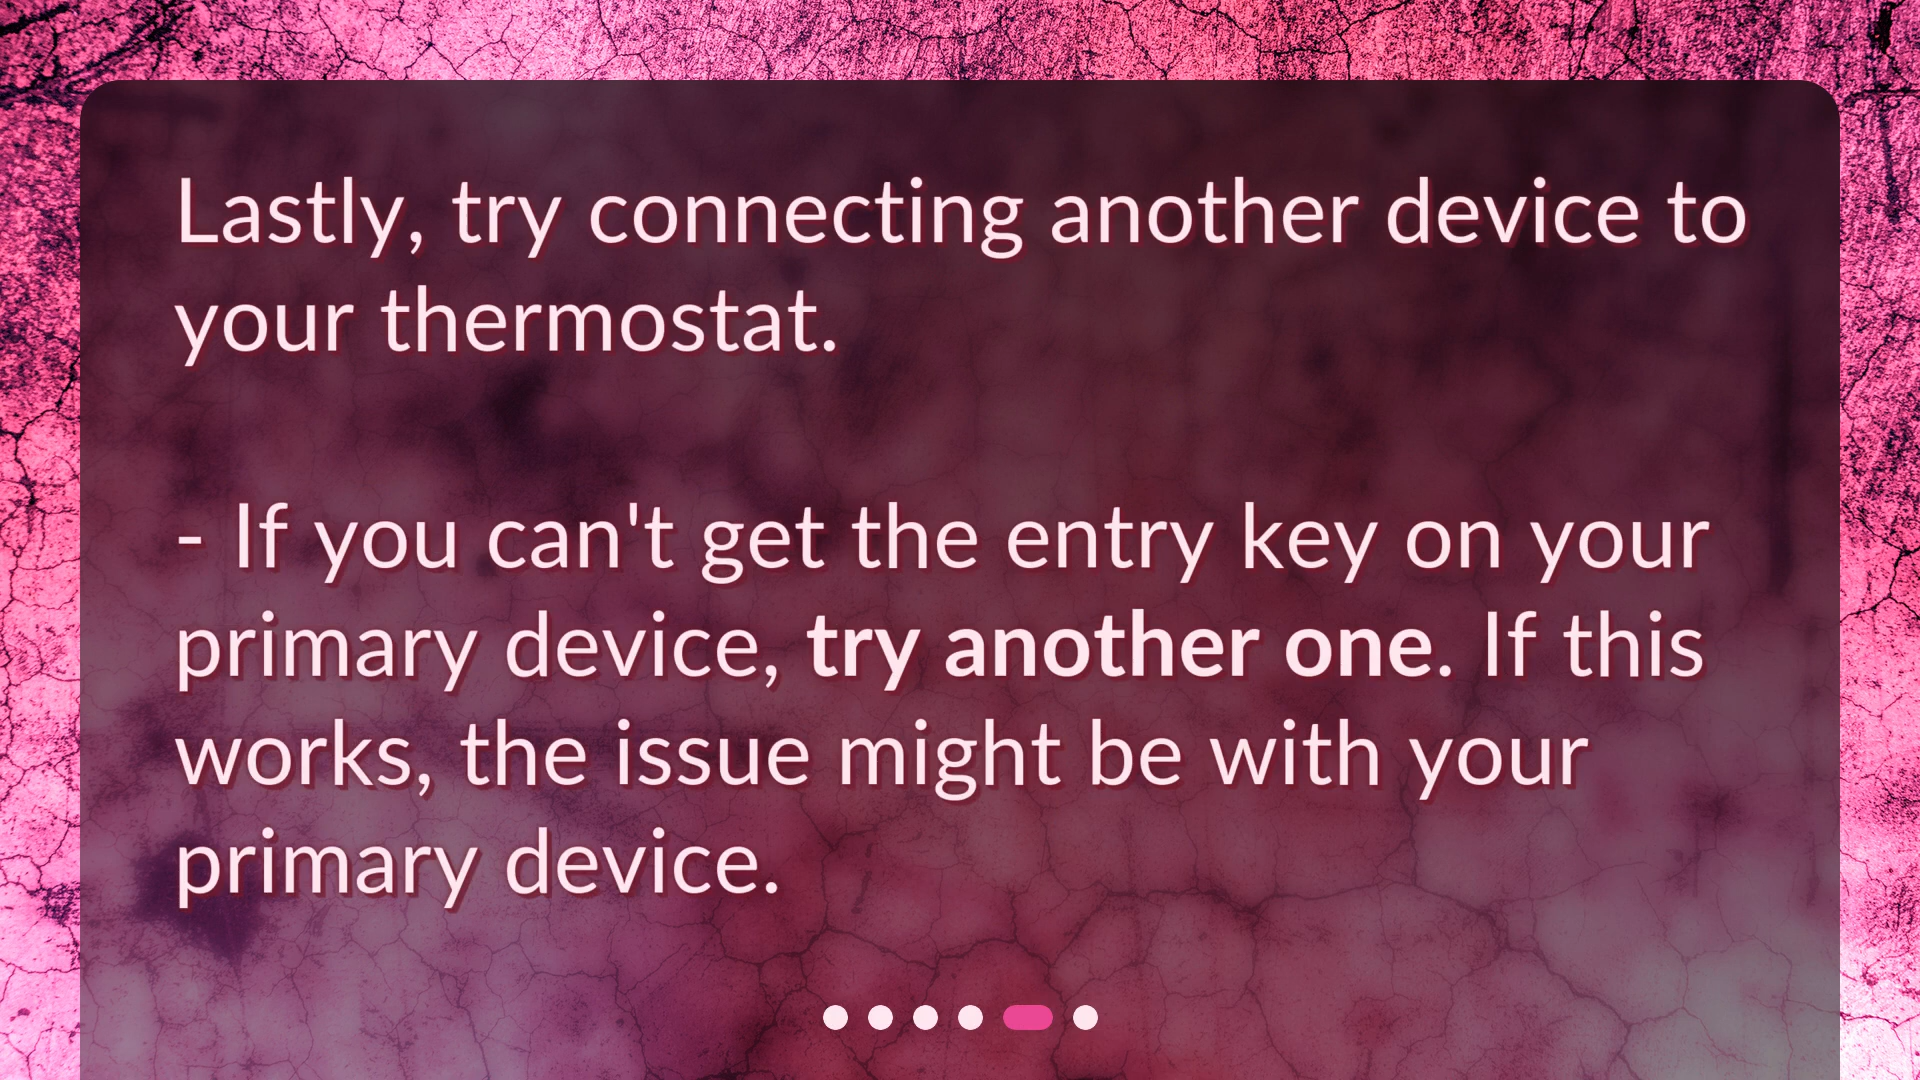 Lastly, try connecting another device to
your thermostat.
- If you can't get the entry key on your
primary device, try another one. If this
works, the issue might be with your
primary device.